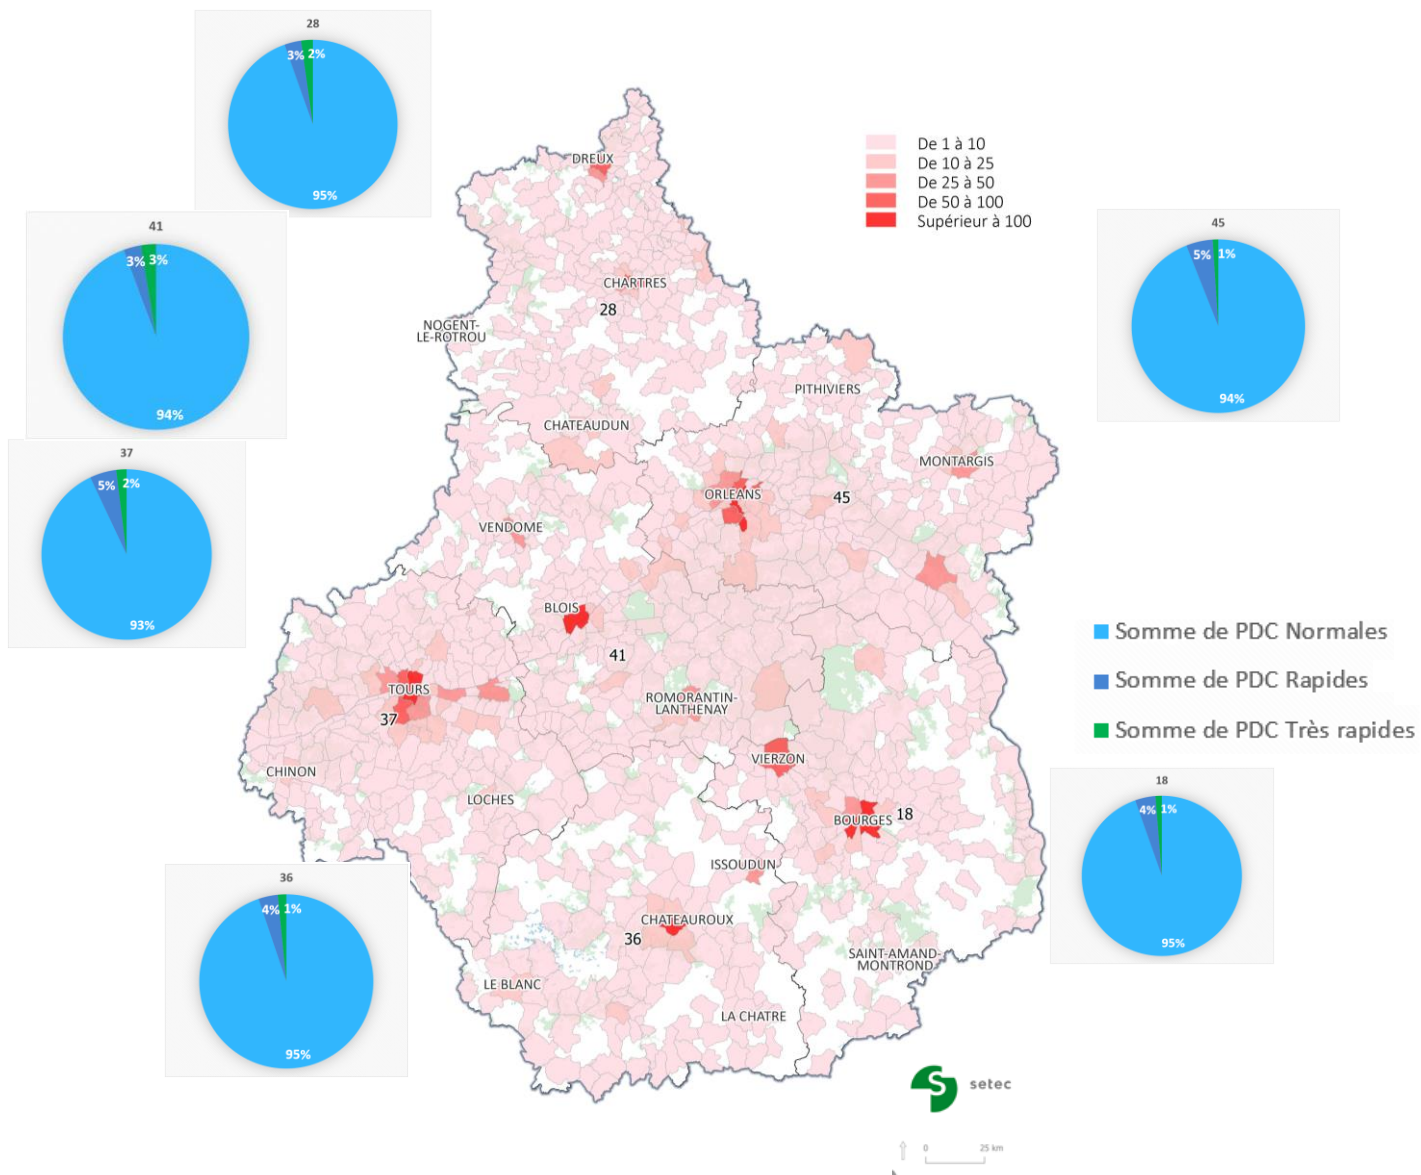 28
3%
2%
95%
41
3%
3%
94%
37
5%
2%
93%
36
4%
1%
95%
De 1 à 10
De 10 à 25
De 25 à 50
De 50 à 100
Supérieur à 100
DREUX
CHARTRES
28
NOGENT-
LE-ROTROU
PITHIVIERS
CHATEAUDUN
MONTARGIS
ORLEANS
45
VENDOME
BLOIS
41
TOURS
37
ROMORANTIN-
LANTHENAY
VIERZON
CHINON
LOCHES
BOURGES
18
ISSOUDUN
CHATEAUROUX
36
SAINT-AMAND-
MONTROND
LE BLANC
LA CHATRE
45
5%
1%
94%
Somme de PDC Normales
Somme de PDC Rapides
Somme de PDC Très rapides
18
4%
1%
95%
setec
0
25 km